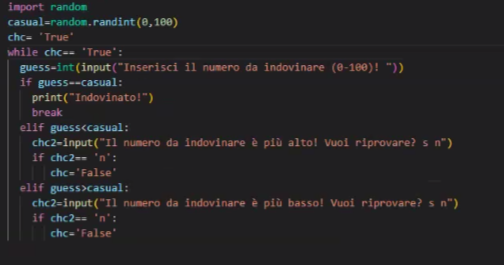 import random
casual=random.randint(0,100)
chc= 'True'
while chc== 'True':
  guess=int(input("Inserisci il numero da indovinare (0-100)! "))
  if guess==casual:
    print("Indovinato!")
    break
  elif guess<casual:
    chc2=input("Il numero da indovinare è più alto! Vuoi riprovare? s n")
    if chc2== 'n':
      chc='False'
  elif guess>casual:
    chc2=input("Il numero da indovinare è più basso! Vuoi riprovare? s n")
    if chc2== 'n':
      chc='False'